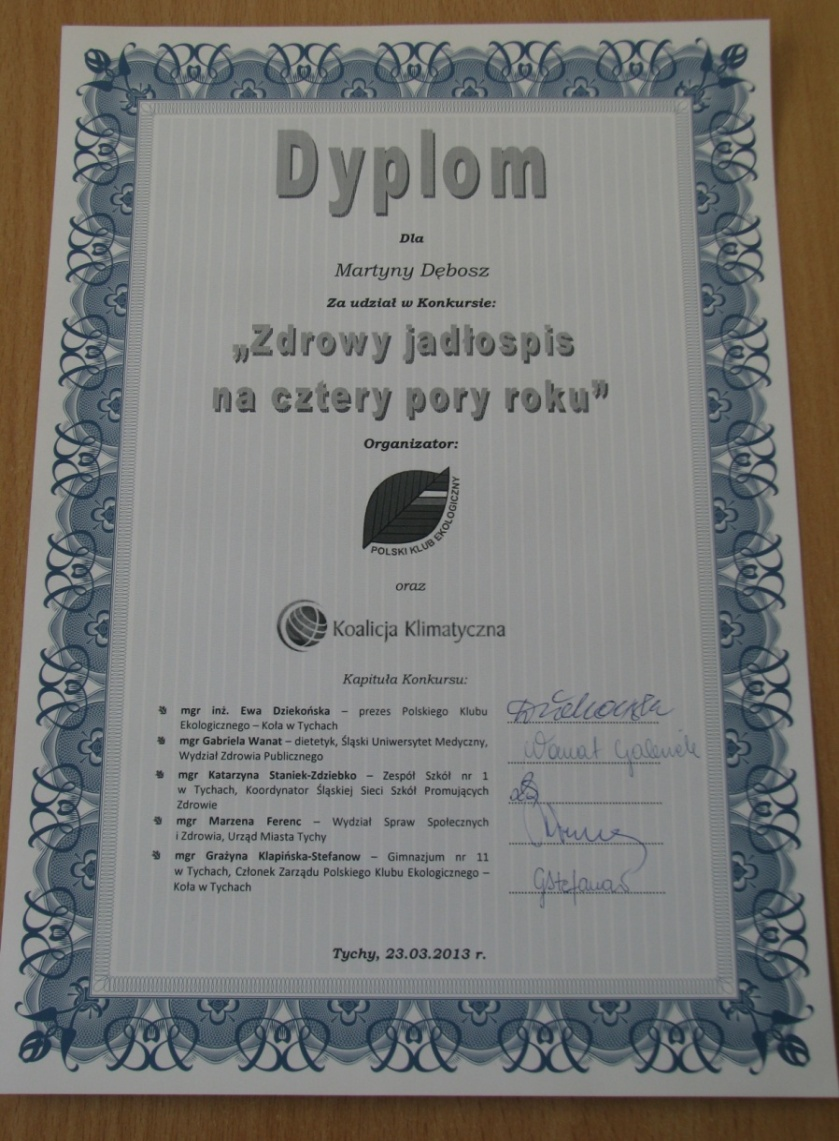 Dyplom
Dla
Martyny Dębosz
Za udział w Konkursie:
„Zdrowy jadłospis
na cztery pory roku”
Organizator:
POLSKI KLUB EKOLOGICZNY
oraz
Koalicja Klimatyczna
Kapituła Konkursu:
mgr inż. Ewa Dziekońska – prezes Polskiego Klubu
Ekologicznego – Koła w Tychach
mgr Gabriela Wanat – dietetyk, Śląski Uniwersytet Medyczny,
Wydział Zdrowia Publicznego
Wanat Gabriela
mgr Katarzyna Staniek-Zdziebko – Zespół Szkół nr 1
w Tychach, Koordynator Śląskiej Sieci Szkół Promujących
Zdrowie
mgr Marzena Ferenc – Wydział Spraw Społecznych
i Zdrowia, Urząd Miasta Tychy
mgr Grażyna Klapińska-Stefanow – Gimnazjum nr 11
w Tychach, Członek Zarządu Polskiego Klubu Ekologicznego –
Koła w Tychach
GStefanow
Tychy, 23.03.2013 r.